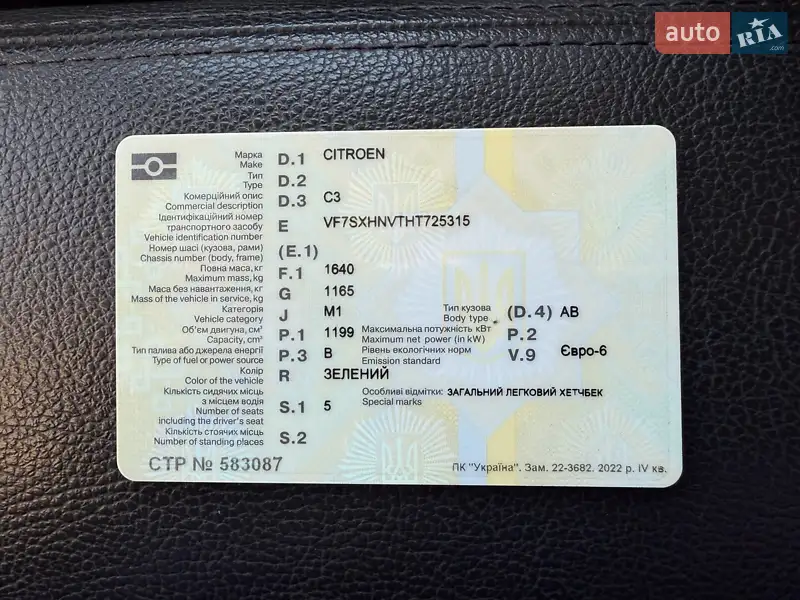 auto RIA .com
Марка
Make D.1 CITROEN
Тип
Type D.2
Комерційний опис
Commercial description D.3 C3
Ідентифікаційний номер
транспортного засобу E VF7SXHNVTHT725315
Vehicle identification number
Номер шасі (кузова, рами)
Chassis number (body, frame) (E.1)
Повна маса, кг
Maximum mass, kg F.1 1640
Маса без навантаження, кг
Mass of the vehicle in service, kg G 1165
Категорія
Vehicle category J M1
Тип кузова
Body type (D.4) AB
Об'єм двигуна, см³
Capacity, cm³ P.1 1199
Максимальна потужність кВт
Maximum net power (in kW) P.2
Тип палива або джерела енергії
Type of fuel or power source P.3 B
Рівень екологічних норм
Emission standard V.9 Євро-6
Колір
Color of the vehicle R ЗЕЛЕНИЙ
Кількість сидячих місць
з місцем водія
Number of seats S.1 5
including the driver's seat
Особливі відмітки: ЗАГАЛЬНИЙ ЛЕГКОВИЙ ХЕТЧБЕК
Special marks
Кількість стоячих місць
Number of standing places S.2
СТР № 583087
ПК "Україна". Зам. 22-3682. 2022 р. IV кв.